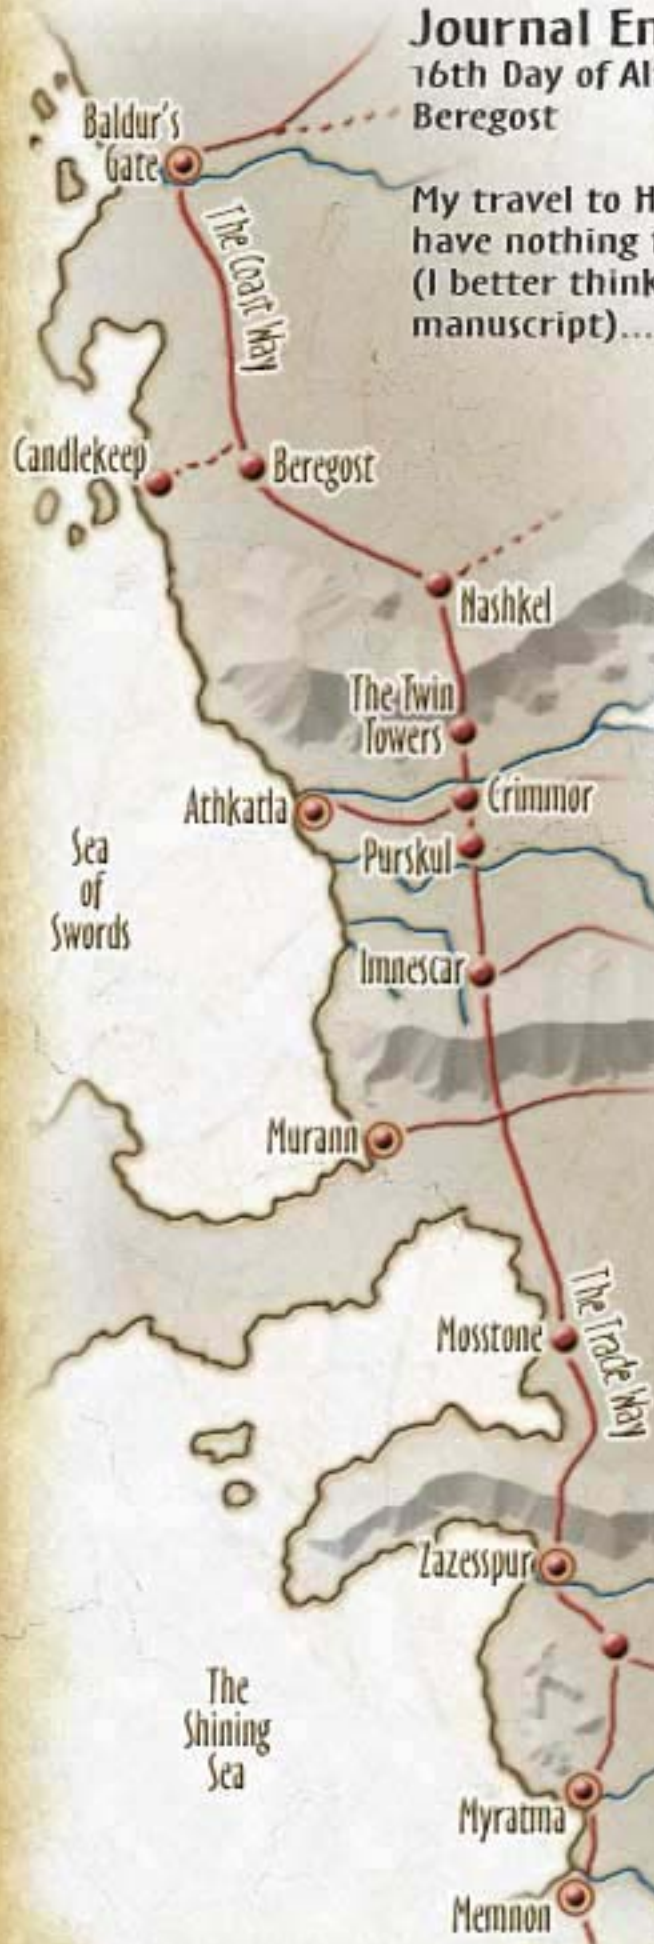 Journal En
16th Day of Al
Beregost
My travel to H
have nothing
(I better think
manuscript)...
Baldur's
Gate
The Coast Way
Candlekeep
Beregost
Nashkel
The Twin
Towers
Athkatla
Crimmor
Sea
of
Swords
Purskul
Imnescar
Murann
Mosstone
The Trade Way
Zazesspur
The
Shining
Sea
Myratma
Memnon